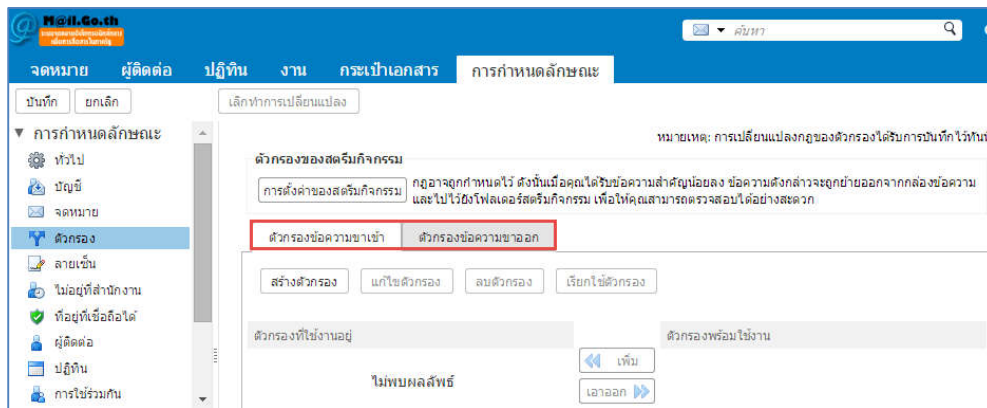 M@il.Go.th
ค้นหา
จดหมาย ผู้ติดต่อ ปฏิทิน งาน กระเป๋าเอกสาร การกำหนดลักษณะ
บันทึก ยกเลิก เลิกทำการเปลี่ยนแปลง
การกำหนดลักษณะ
ทั่วไป
บัญชี
จดหมาย
ตัวกรอง
ลายเซ็น
ไม่อยู่ที่สำนักงาน
ที่อยู่ที่เชื่อถือได้
ผู้ติดต่อ
ปฏิทิน
การใช้ร่วมกัน
หมายเหตุ: การเปลี่ยนแปลงกฎของตัวกรองได้รับการบันทึกไว้ทันที
ตัวกรองของสตรีมกิจกรรม
การตั้งค่าของสตรีมกิจกรรม
กฎอาจถูกกำหนดไว้ ดังนั้นเมื่อคุณได้รับข้อความสำคัญน้อยลง ข้อความดังกล่าวจะถูกย้ายออกจากกล่องข้อความ
และไปไว้ยังโฟลเดอร์สตรีมกิจกรรม เพื่อให้คุณสามารถตรวจสอบได้อย่างสะดวก
ตัวกรองข้อความขาเข้า ตัวกรองข้อความขาออก
สร้างตัวกรอง แก้ไขตัวกรอง ลบตัวกรอง เรียกใช้ตัวกรอง
ตัวกรองที่ใช้งานอยู่ ตัวกรองพร้อมใช้งาน
ไม่พบผลลัพธ์
เพิ่ม
เอาออก